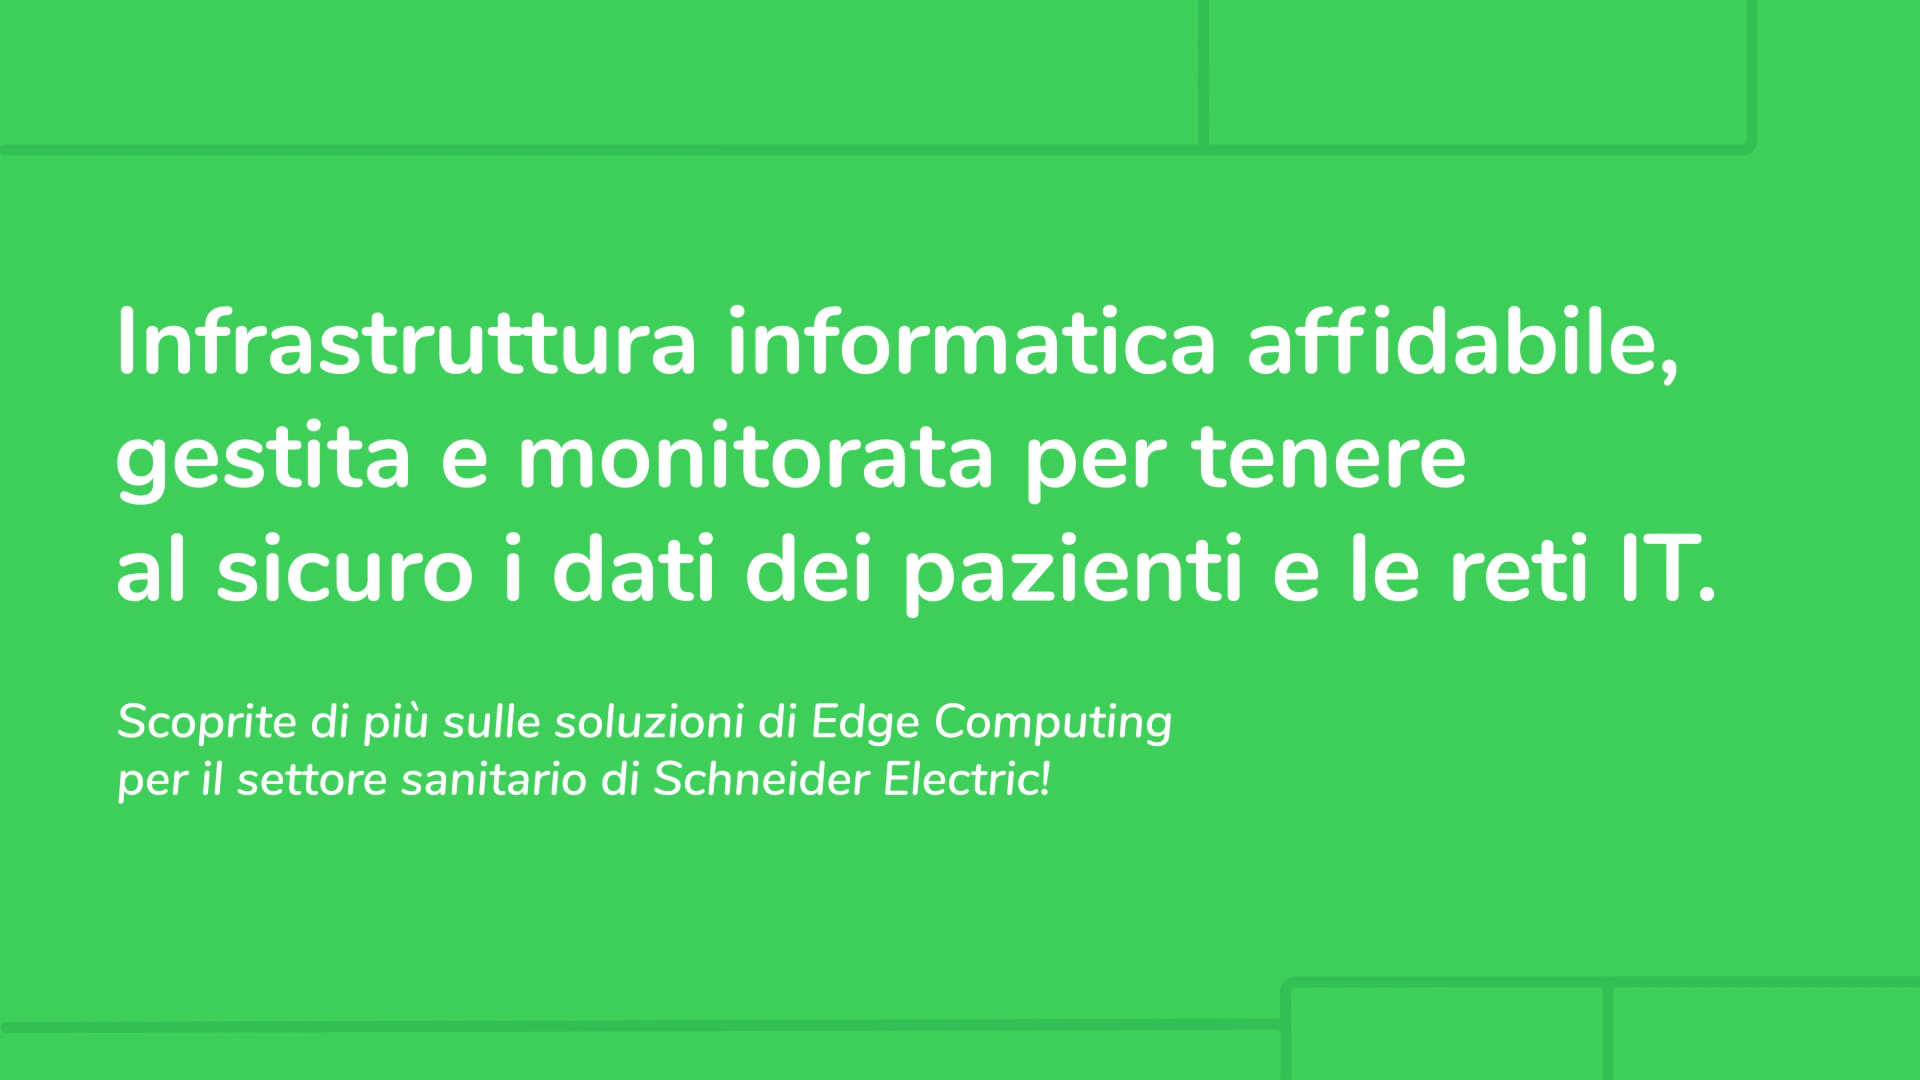 Infrastruttura informatica affidabile,
gestita e monitorata per tenere
al sicuro i dati dei pazienti e le reti IT.
Scoprite di più sulle soluzioni di Edge Computing
per il settore sanitario di Schneider Electric!